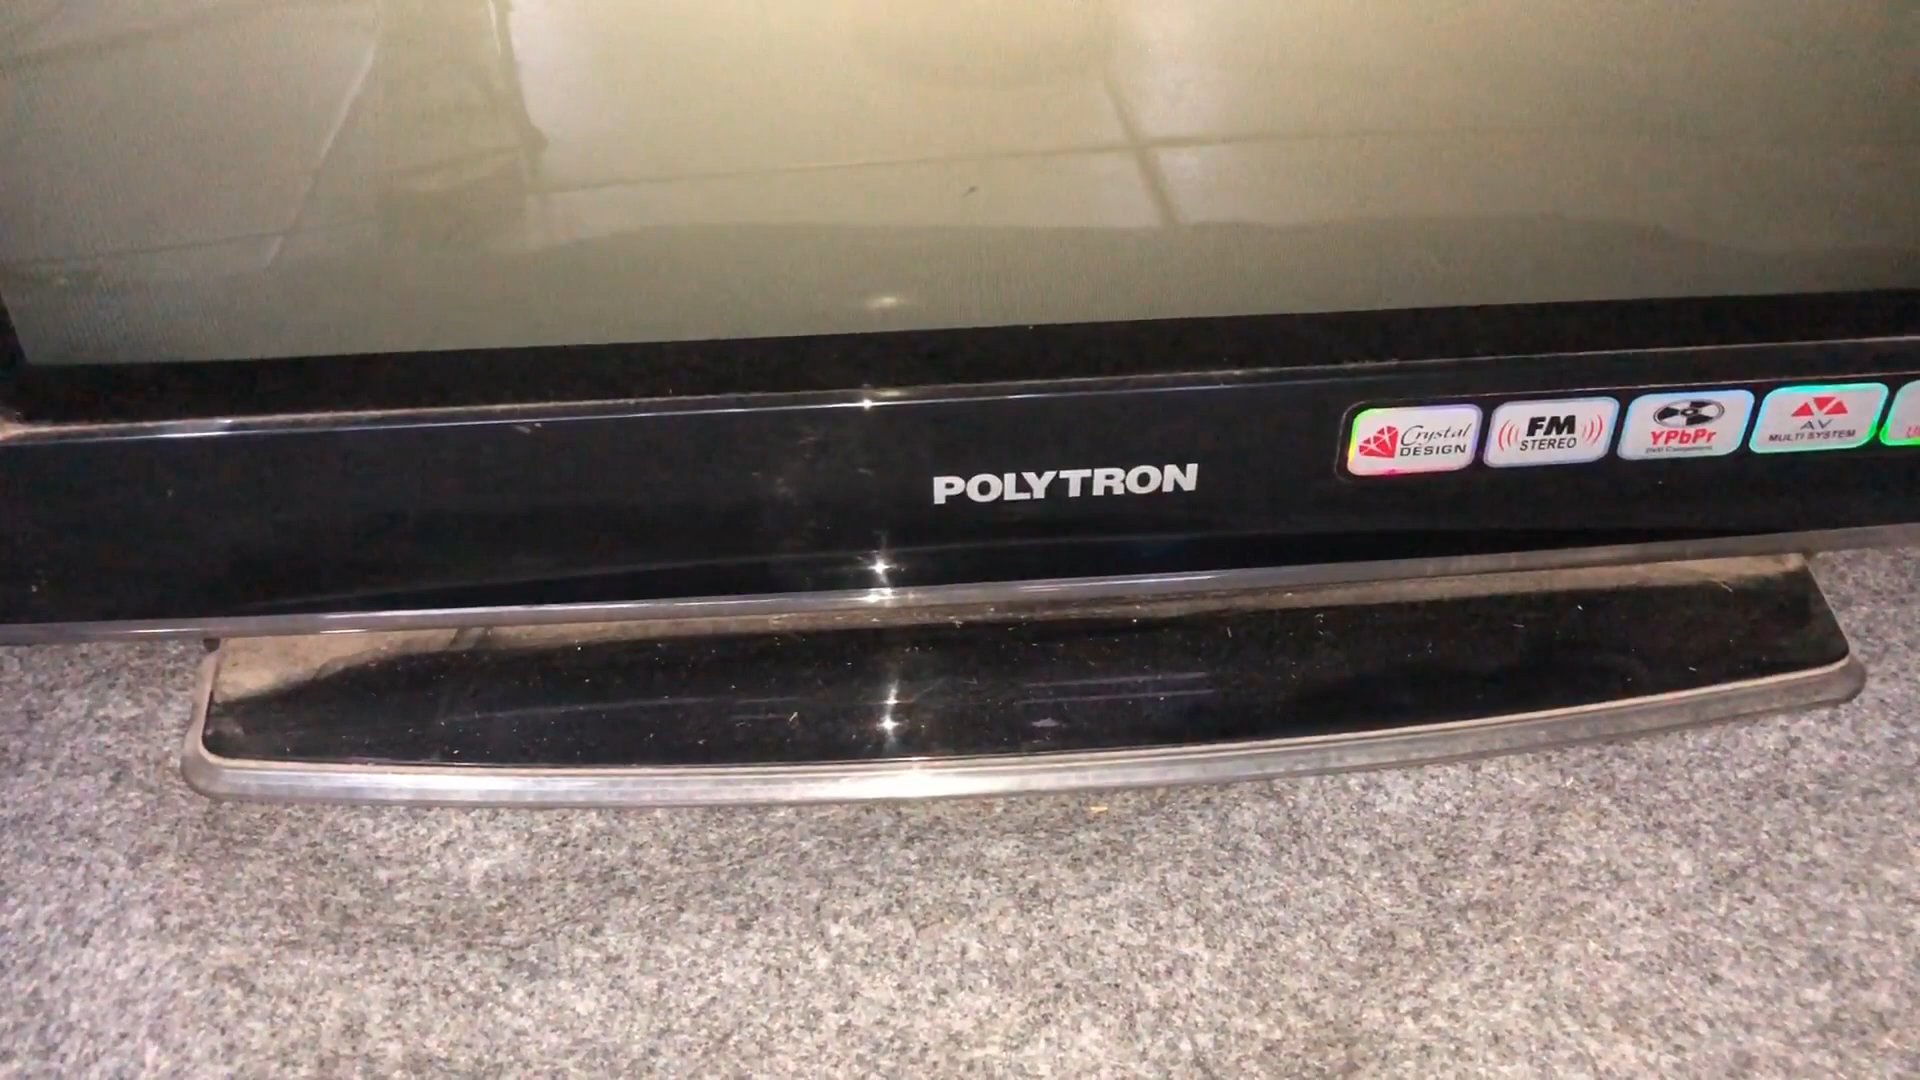 POLYTRON
Crystal
DESIGN
FM
STEREO
YPbPr
AV
MULTI SYSTEM